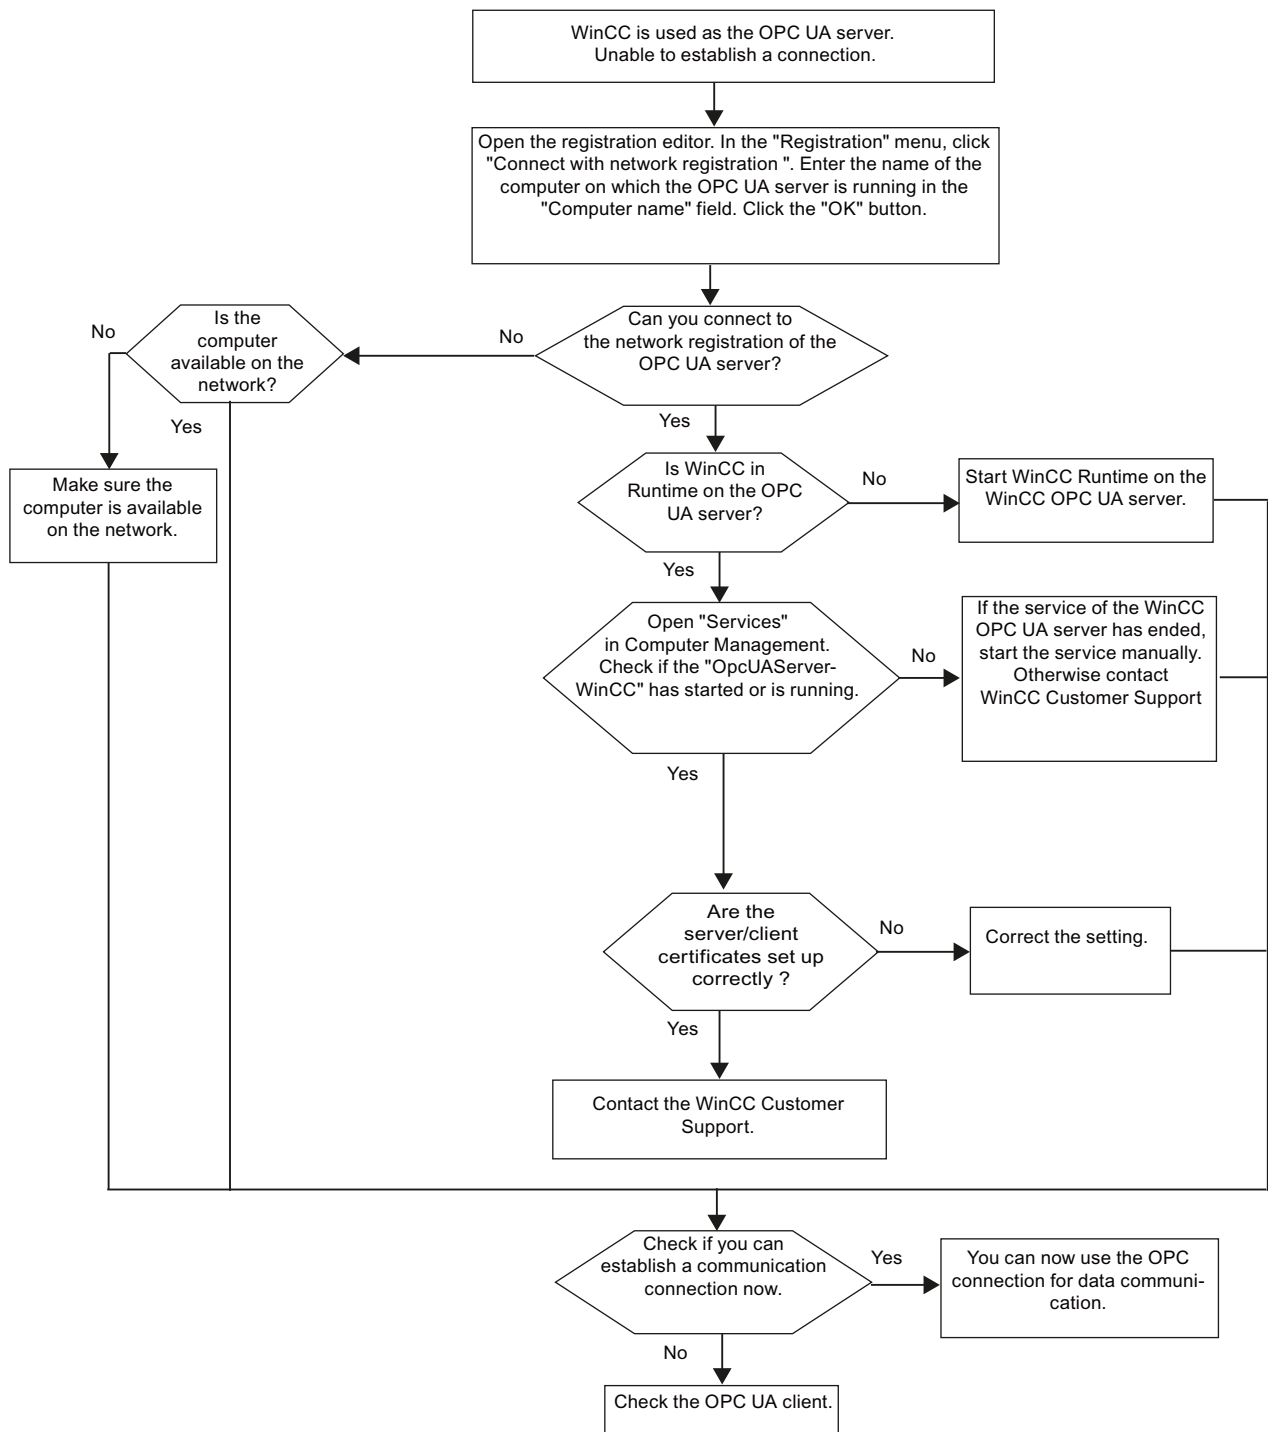 WinCC is used as the OPC UA server.
Unable to establish a connection.
Open the registration editor. In the "Registration" menu, click
"Connect with network registration ". Enter the name of the
computer on which the OPC UA server is running in the
"Computer name" field. Click the "OK" button.
Can you connect to
the network registration of the
OPC UA server?
No
Is the
computer
available on the
network?
No
Yes
Make sure the
computer is available
on the network.
Yes
Is WinCC in
Runtime on the OPC
UA server?
No
Start WinCC Runtime on the
WinCC OPC UA server.
Yes
Open "Services"
in Computer Management.
Check if the "OpcUAServer-
WinCC" has started or is running.
No
If the service of the WinCC
OPC UA server has ended,
start the service manually.
Otherwise contact
WinCC Customer Support
Yes
Are the
server/client
certificates set up
correctly ?
No
Correct the setting.
Yes
Contact the WinCC Customer
Support.
Check if you can
establish a communication
connection now.
Yes
You can now use the OPC
connection for data communi-
cation.
No
Check the OPC UA client.